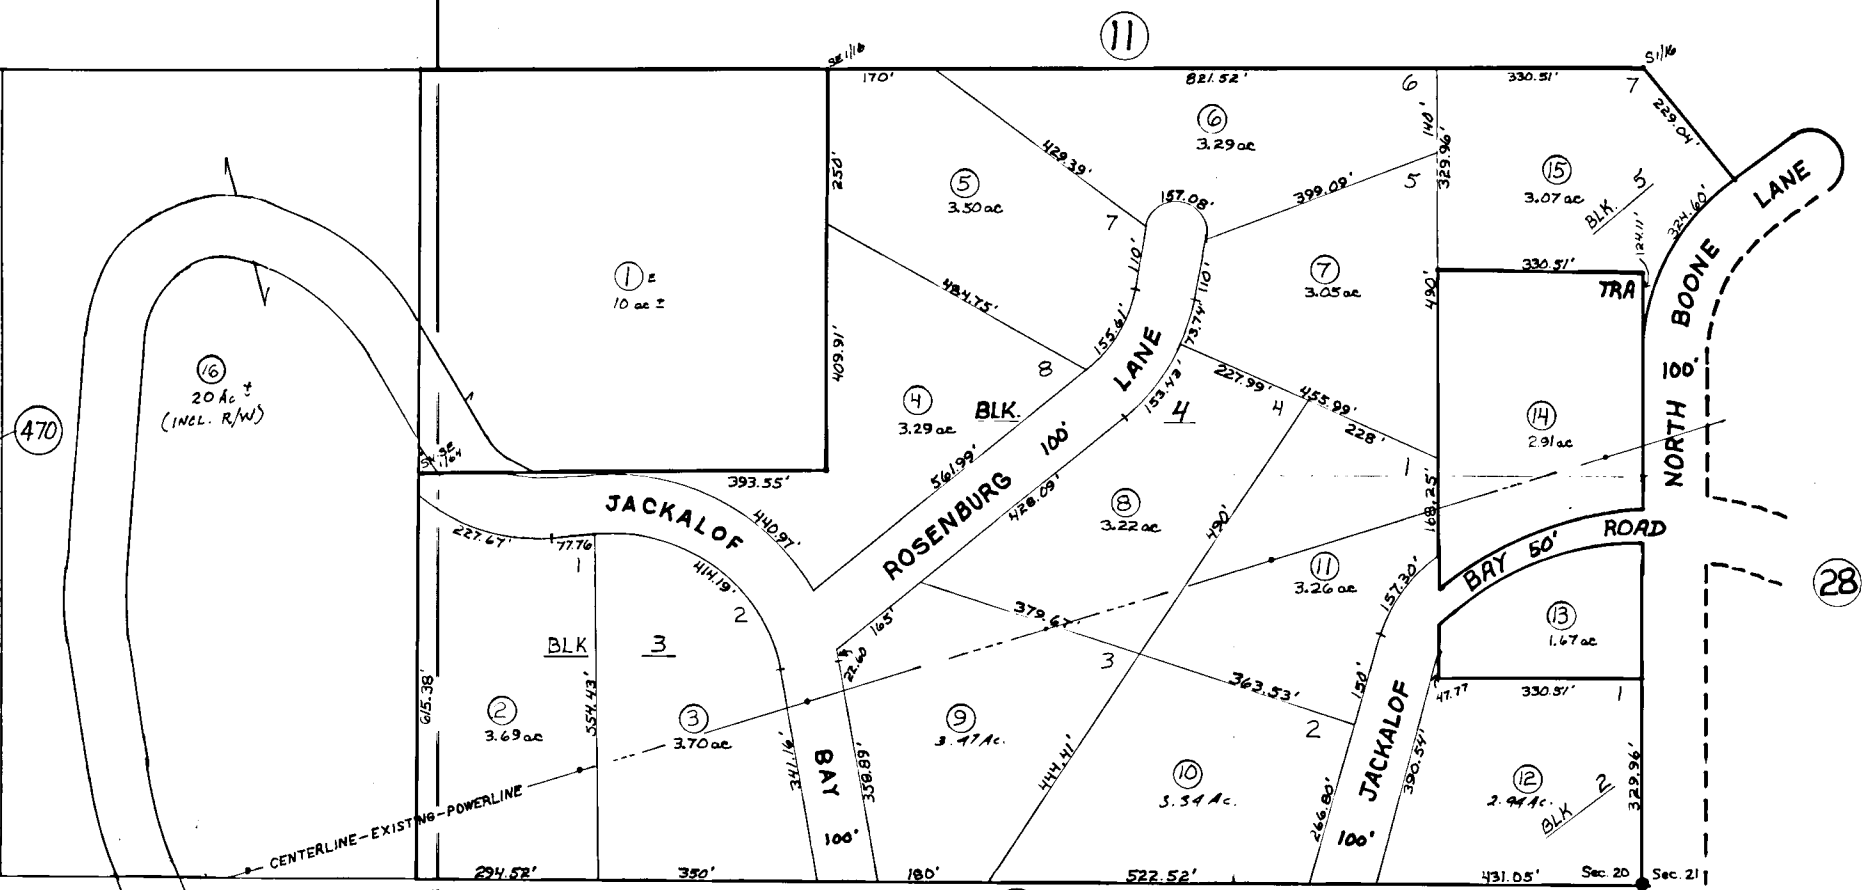 11
SE 1/16
S 1/16
170'
821.52'
6
330.51'
7
229.04'
6
3.29 ac
140'
329.96'
429.39'
250'
5
3.50 ac
399.09'
5
15
3.07 ac
BLK. 5
LANE
157.08'
7
324.60'
124.11'
110'
110'
7
3.05 ac
330.51'
TRA
BOONE
1 E
10 ac ±
484.75'
490'
155.61'
73.74'
LANE
409.91'
16
20 Ac ±
(INCL. R/W)
8
153.43'
227.99'
455.99'
4
228'
100'
4
3.29 ac
BLK.
4
14
2.91 ac
470
100'
1
NORTH
1/64
393.55'
561.99'
JACKALOF
ROSENBURG
428.09'
8
3.22 ac
490'
168.25'
440.97'
227.67'
77.76
1
ROAD
BAY 50'
414.19'
11
3.26 ac
157.30'
28
2
165'
379.67'
13
1.67 ac
BLK 3
22.60
3
363.53'
150'
47.77
330.51'
1
615.38'
554.43'
2
3.69 ac
3
3.70 ac
9
3.47 Ac.
2
JACKALOF
390.54'
341.19'
BAY
358.89'
444.41'
10
3.34 Ac.
12
2.94 Ac.
BLK 2
329.96'
CENTERLINE-EXISTING-POWERLINE
266.80'
100'
100'
294.52'
350'
180'
522.52'
431.05'
Sec. 20
Sec. 21